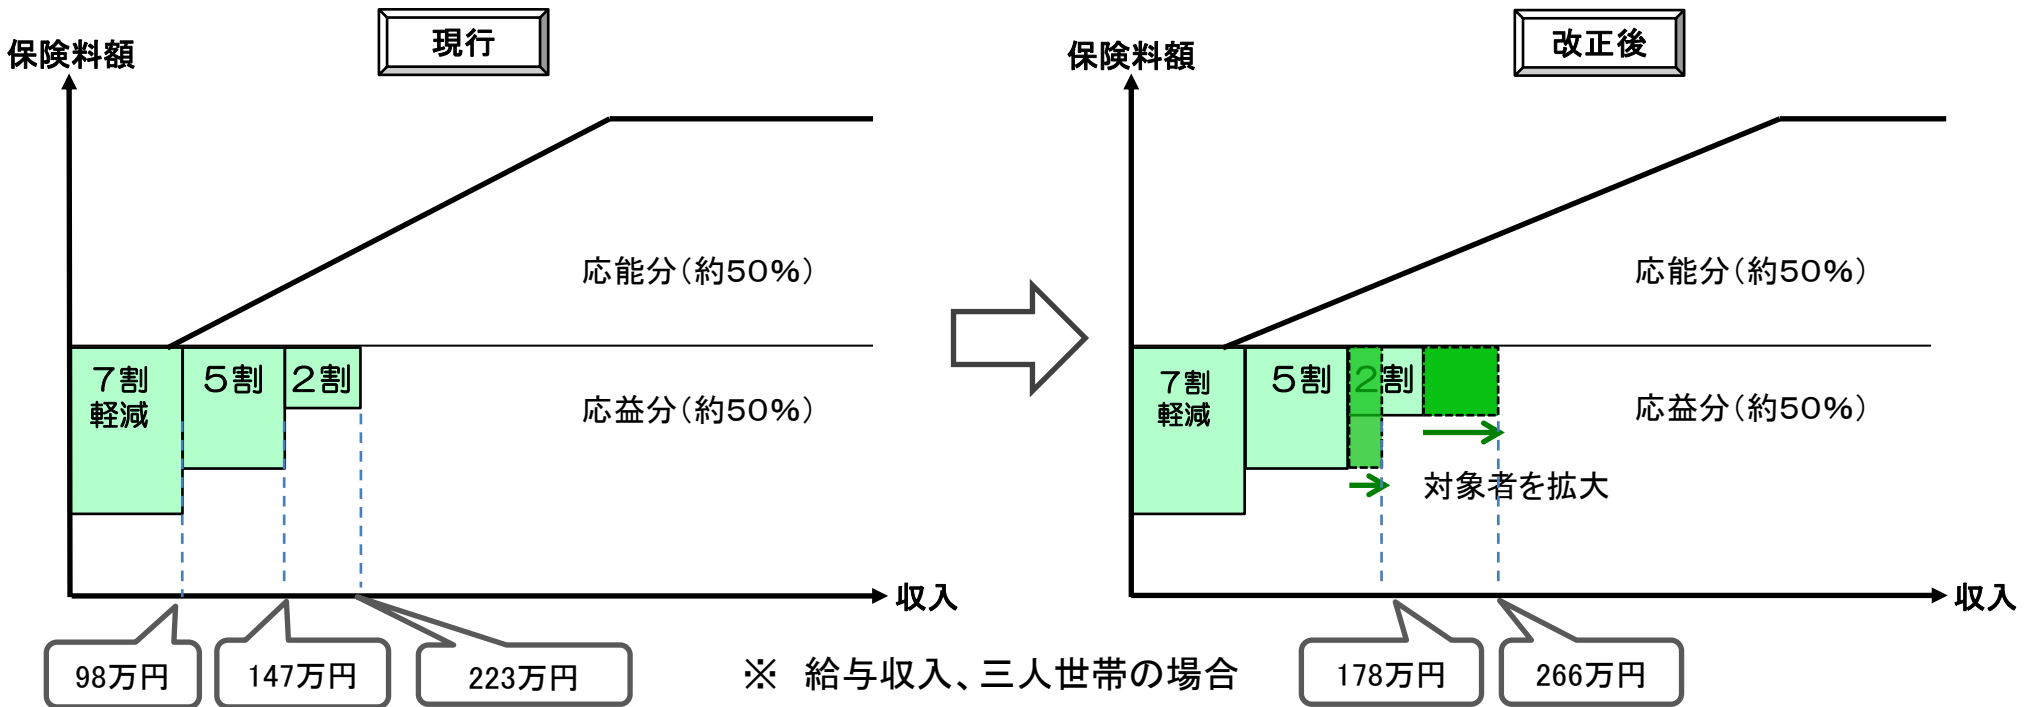 現行
保険料額
応能分（約５０％）
７割
軽減
５割
２割
応益分（約５０％）
収入
98万円
147万円
223万円
改正後
保険料額
応能分（約５０％）
７割
軽減
５割
２割
応益分（約５０％）
対象者を拡大
収入
178万円
266万円
※　給与収入、三人世帯の場合